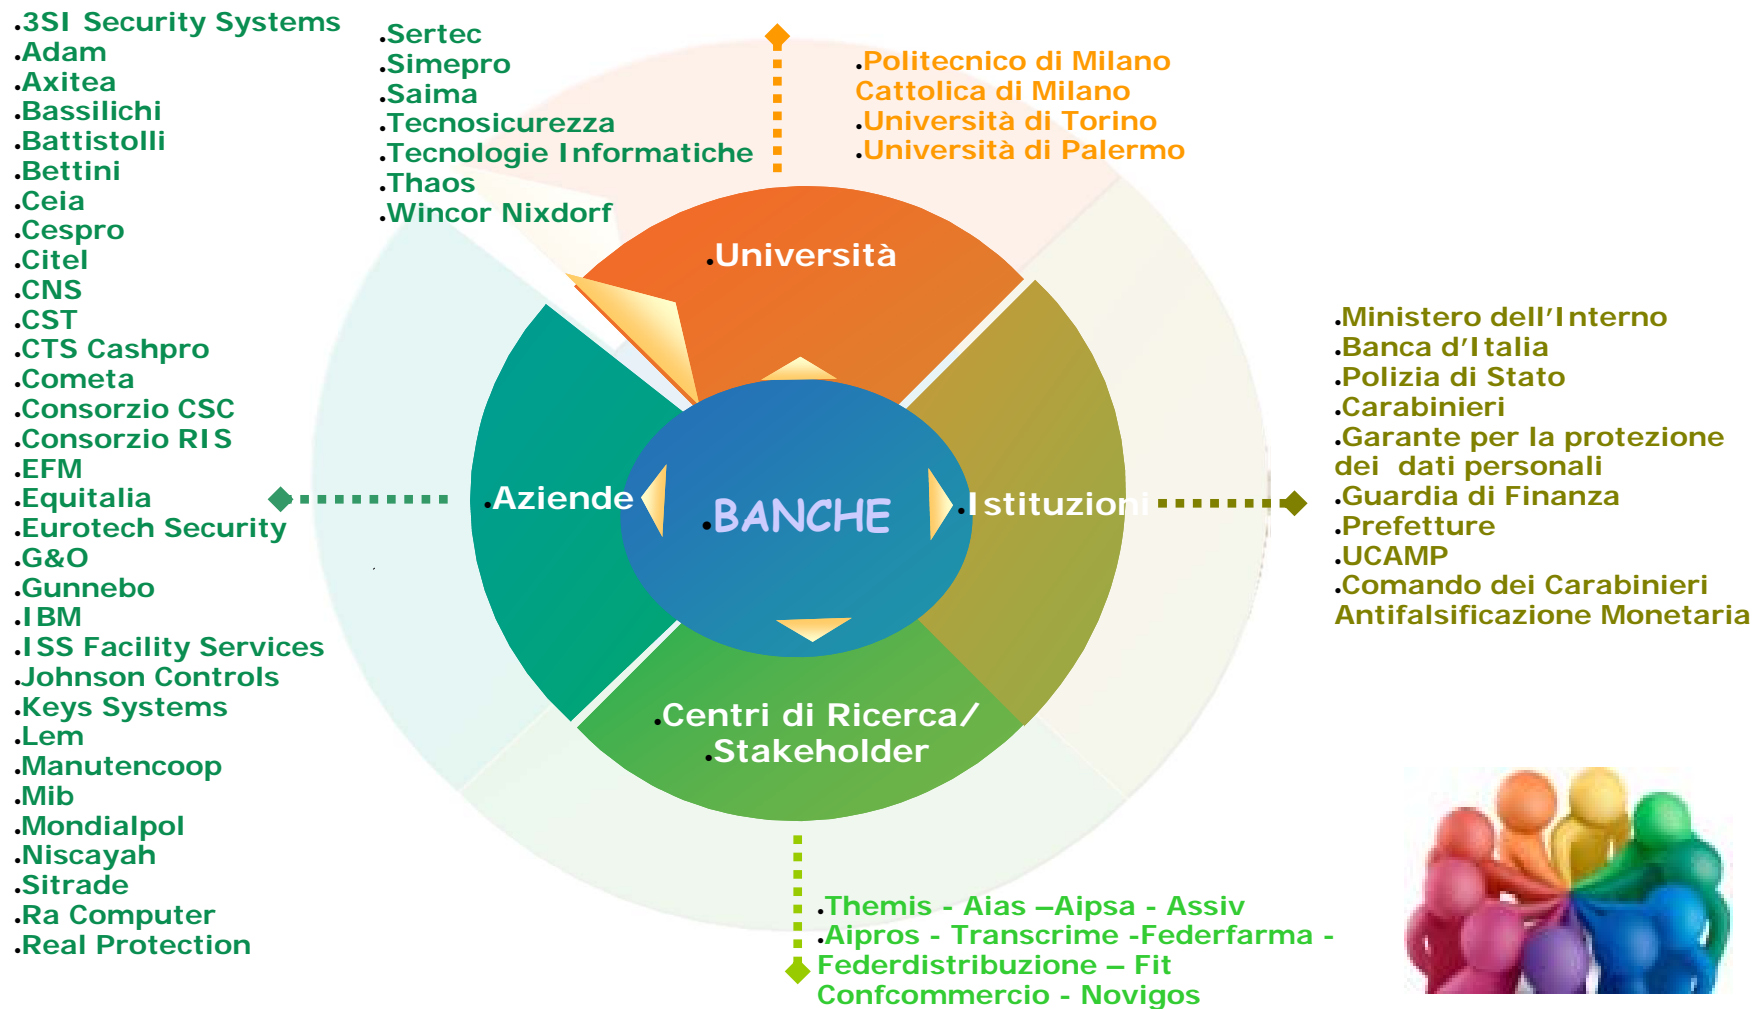 .3SI Security Systems
.Adam
.Axitea
.Bassilichi
.Battistolli
.Bettini
.Ceia
.Cespro
.Citel
.CNS
.CST
.CTS Cashpro
.Cometa
.Consorzio CSC
.Consorzio RIS
.EFM
.Equitalia
.Eurotech Security
.G&O
.Gunnebo
.IBM
.ISS Facility Services
.Johnson Controls
.Keys Systems
.Lem
.Manutencoop
.Mib
.Mondialpol
.Niscayah
.Sitrade
.Ra Computer
.Real Protection
.Sertec
.Simepro
.Saima
.Tecnosicurezza
.Tecnologie Informatiche
.Thaos
.Wincor Nixdorf
.Politecnico di Milano
Cattolica di Milano
.Università di Torino
.Università di Palermo
.Università
.Aziende
.BANCHE
.Istituzioni
.Centri di Ricerca/
.Stakeholder
.Ministero dell’Interno
.Banca d’Italia
.Polizia di Stato
.Carabinieri
.Garante per la protezione
dei  dati personali
.Guardia di Finanza
.Prefetture
.UCAMP
.Comando dei Carabinieri
Antifalsificazione Monetaria
.Themis - Aias –Aipsa - Assiv
.Aipros - Transcrime -Federfarma -
Federdistribuzione – Fit
Confcommercio - Novigos